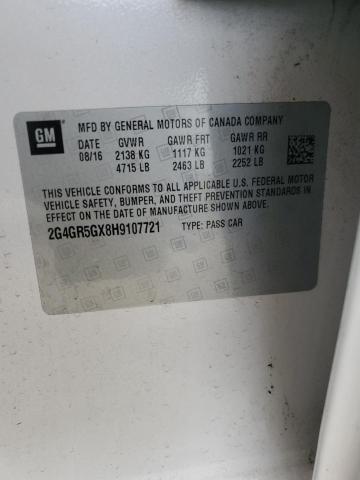 GM
MFD BY GENERAL MOTORS OF CANADA COMPANY
DATE GVWR GAWR FRT GAWR RR
08/16 2138 KG 1117 KG 1021 KG
4715 LB 2463 LB 2252 LB
THIS VEHICLE CONFORMS TO ALL APPLICABLE U.S. FEDERAL MOTOR
VEHICLE SAFETY, BUMPER, AND THEFT PREVENTION STANDARDS IN
EFFECT ON THE DATE OF MANUFACTURE SHOWN ABOVE.
2G4GR5GX8H9107721 TYPE: PASS CAR